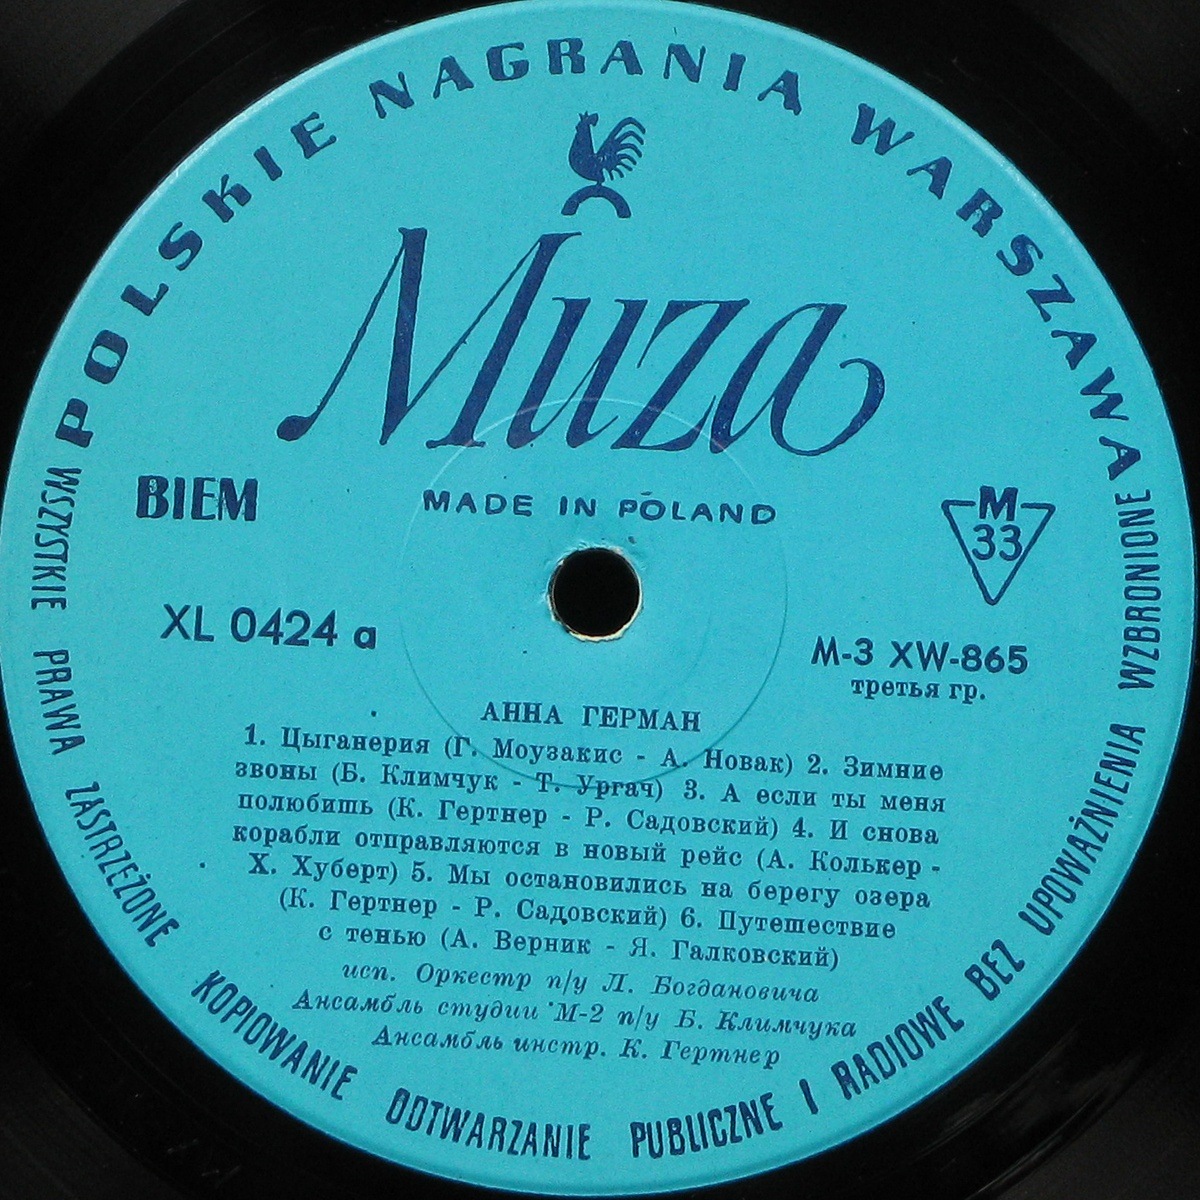 POLSKIE NAGRANIA WARSZAWA
Muza
BIEM
MADE IN POLAND
M
33
XL 0424 a
M-3 XW-865
третья гр.
АННА ГЕРМАН
1. Цыганерия (Г. Моузакис - А. Новак) 2. Зимние
звоны (Б. Климчук - Т. Ургач) 3. А если ты меня
полюбишь (К. Гертнер - Р. Садовский) 4. И снова
корабли отправляются в новый рейс (А. Колькер -
Х. Хуберт) 5. Мы остановились на берегу озера
(К. Гертнер - Р. Садовский) 6. Путешествие
с тенью (А. Верник - Я. Галковский)
исп. Оркестр п/у Л. Богдановича
Ансамбль студии М-2 п/у Б. Климчука
Ансамбль инстр. К. Гертнер
WSZYSTKIE PRAWA ZASTRZEŻONE KOPIOWANIE ODTWARZANIE PUBLICZNE I RADIOWE BEZ UPOWAŻNIENIA WZBRONIONE